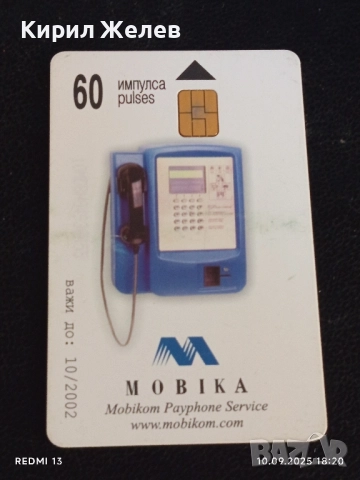 Кирил Желев
60 импулса
pulses
важи до: 10/2002
MOBIKA
Mobikom Payphone Service
www.mobikom.com
REDMI 13
10.09.2025 18:20